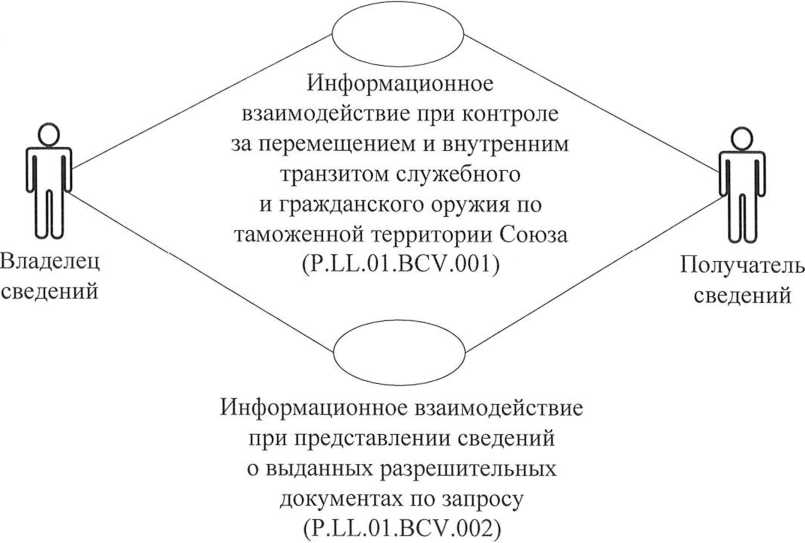 Информационное
взаимодействие при контроле
за перемещением и внутренним
транзитом служебного
и гражданского оружия по
таможенной территории Союза
(P.LL.01.BCV.001)
Владелец
сведений
Получатель
сведений
Информационное взаимодействие
при представлении сведений
о выданных разрешительных
документах по запросу
(P.LL.01.BCV.002)